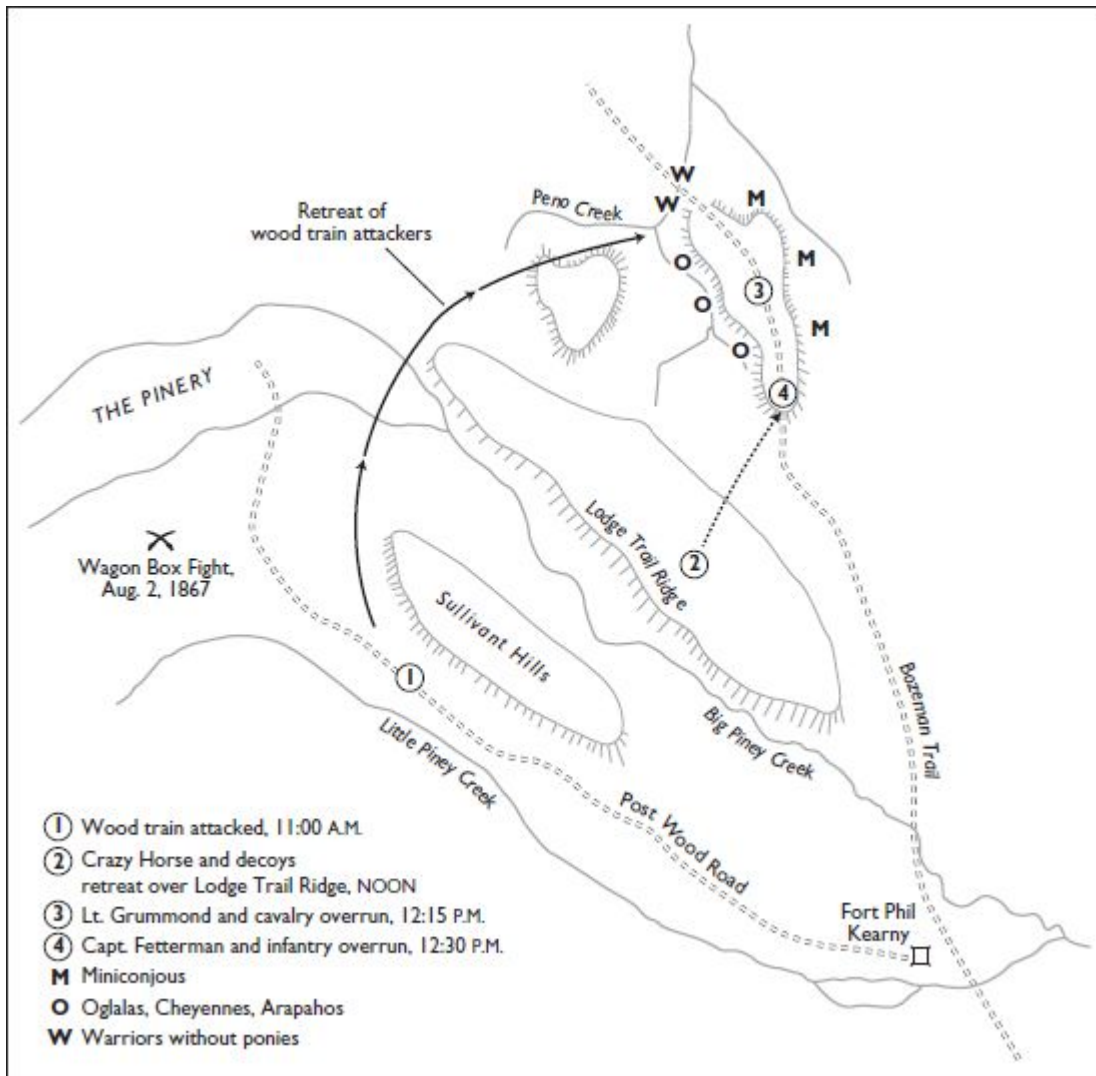 W
M
Peno Creek
W
Retreat of
wood train attackers
O
M
3
O
M
O
THE PINERY
4
Lodge Trail Ridge
2
Wagon Box Fight,
Aug. 2, 1867
Sullivant Hills
1
Bozeman Trail
Big Piney Creek
Little Piney Creek
Post Wood Road
Fort Phil
Kearny
1 Wood train attacked, 11:00 A.M.
2 Crazy Horse and decoys
retreat over Lodge Trail Ridge, NOON
3 Lt. Grummond and cavalry overrun, 12:15 P.M.
4 Capt. Fetterman and infantry overrun, 12:30 P.M.
M Miniconjous
O Oglalas, Cheyennes, Arapahos
W Warriors without ponies